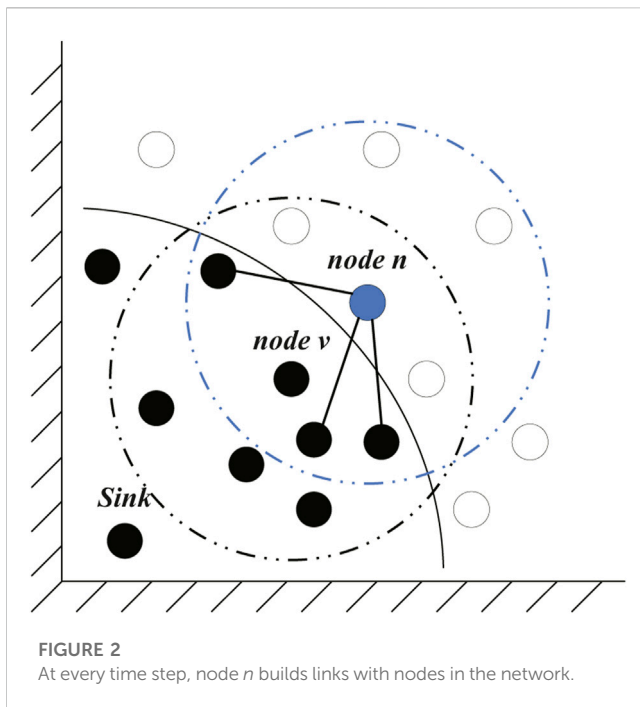 node n
node v
Sink
FIGURE 2
At every time step, node n builds links with nodes in the network.